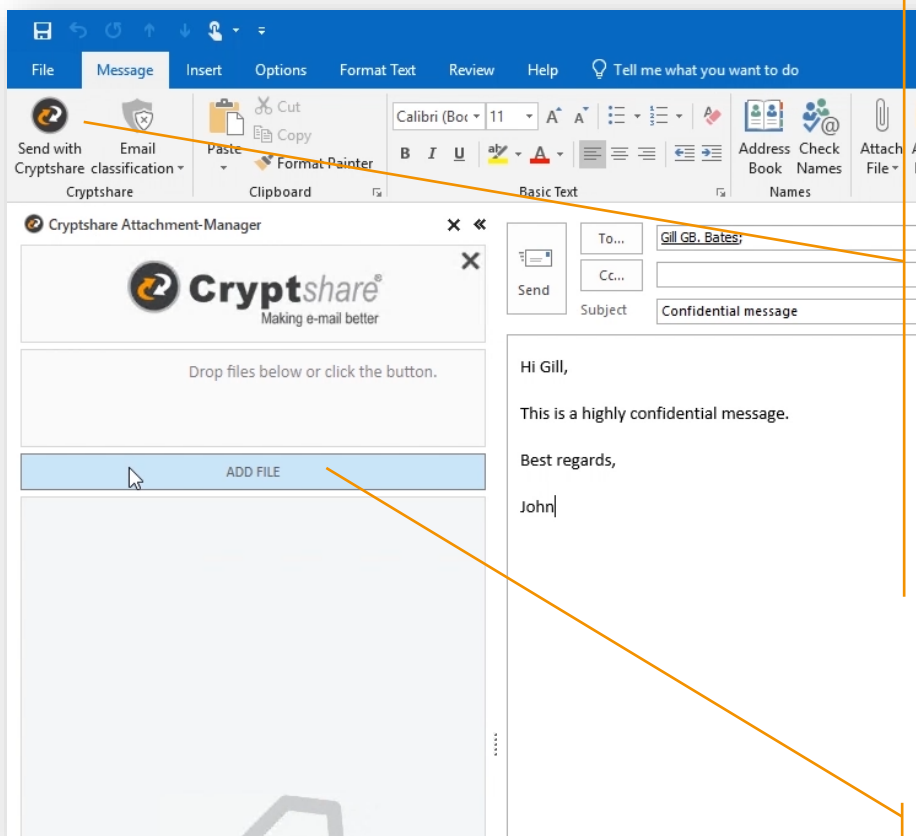 File Message Insert Options Format Text Review Help Tell me what you want to do
Send with Cryptshare
Email classification
Cryptshare
Paste
Cut
Copy
Format Painter
Clipboard
Calibri (Boc 11
B I U
Basic Text
Address Book
Check Names
Names
Attach File
Cryptshare Attachment-Manager
Cryptshare®
Making e-mail better
Drop files below or click the button.
ADD FILE
Send
To...
Gill GB. Bates;
Cc...
Subject
Confidential message
Hi Gill,
This is a highly confidential message.
Best regards,
John